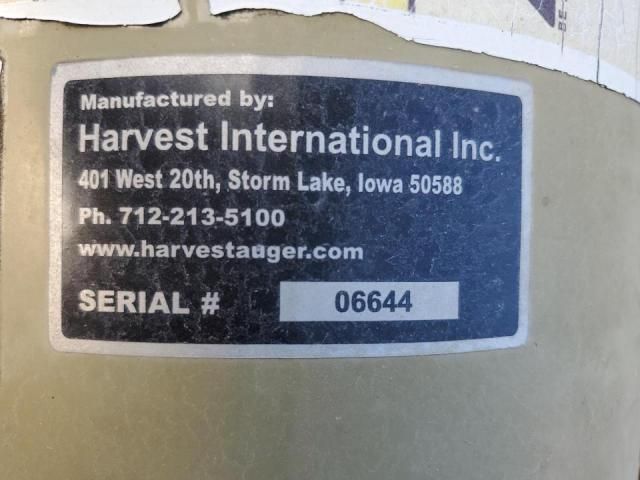 Manufactured by:
Harvest International Inc.
401 West 20th, Storm Lake, Iowa 50588
Ph. 712-213-5100
www.harvestauger.com
SERIAL # 06644